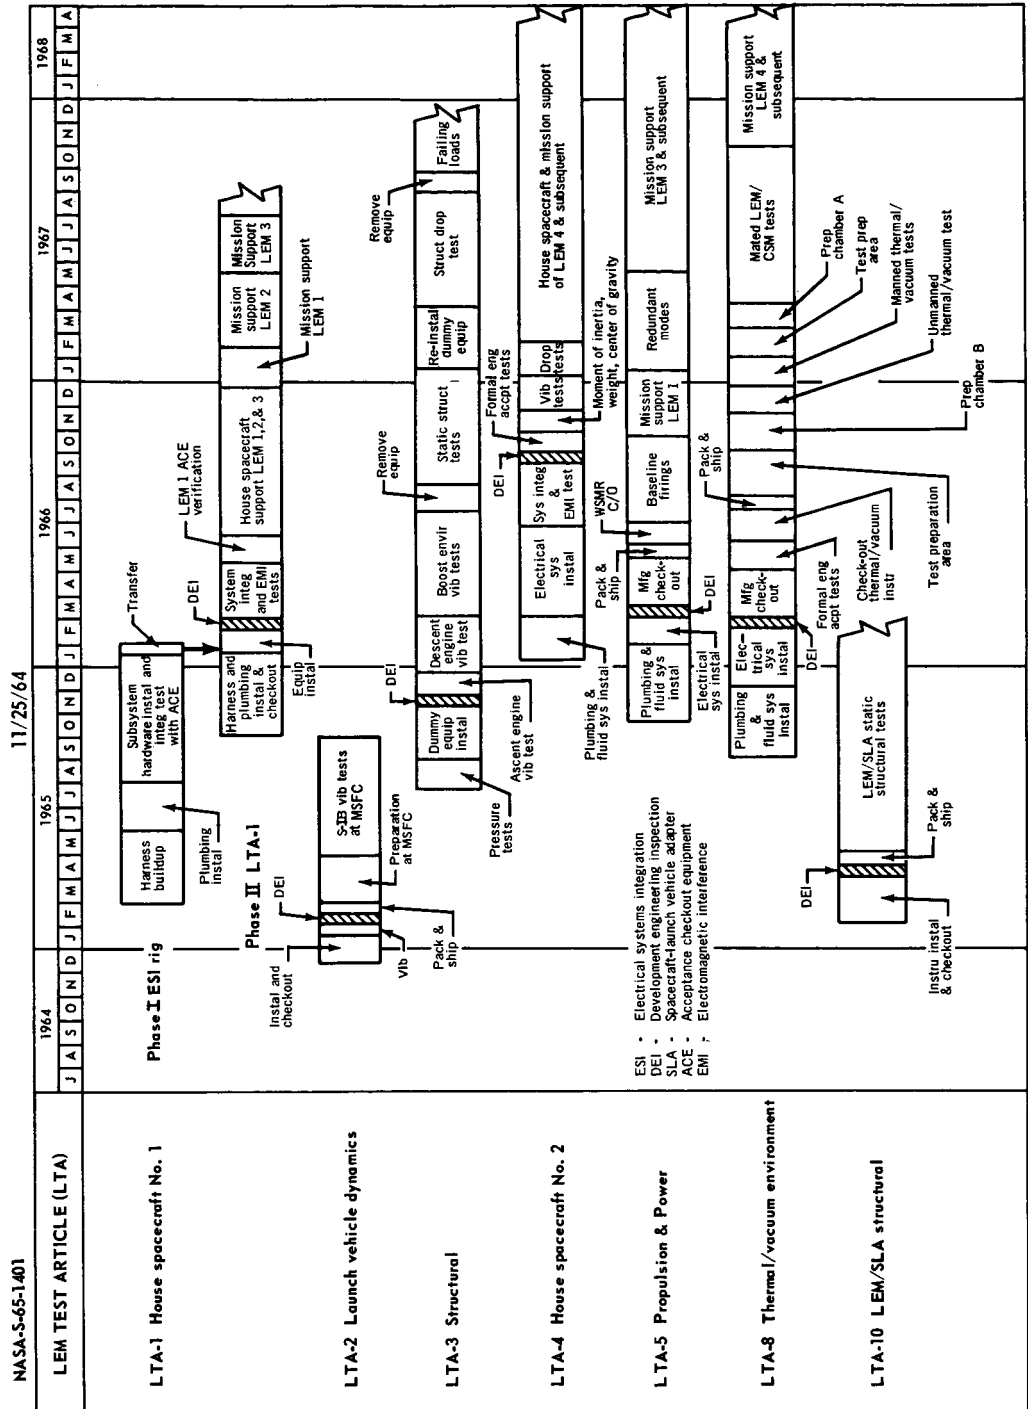 NASA-S-65-1401
11/25/64
LEM TEST ARTICLE (LTA)
1964
1965
1966
1967
1968
J A S O N D J F M A M J J A S O N D J F M A M J J A S O N D J F M A M J J A S O N D J F M A
LTA-1 House spacecraft No. 1
Phase I ESI rig
Harness
buildup
Plumbing
instal
Subsystem
hardware instal and
integ test
with ACE
Transfer
Phase II LTA-1
Harness and
plumbing
instal &
checkout
Equip
instal
DEI
System
integ
and EMI
tests
LEM 1 ACE
verification
House spacecraft
support LEM 1,2,& 3
Mission support
LEM 1
Mission
support
LEM 2
Mission
Support
LEM 3
LTA-2 Launch vehicle dynamics
Instal and
checkout
Vib
DEI
Pack &
ship
Preparation
at MSFC
S-IB vib tests
at MSFC
LTA-3 Structural
Pressure
tests
Dummy
equip
instal
DEI
Ascent engine
vib test
Descent
engine
vib test
Boost envir
vib tests
Remove
equip
Static struct
tests
Re-instal
dummy
equip
Struct drop
test
Remove
equip
Failing
loads
LTA-4 House spacecraft No. 2
Plumbing &
fluid sys instal
Electrical
sys
instal
Sys integ
&
EMI test
DEI
Formal eng
accpt tests
Moment of inertia,
weight, center of gravity
Vib
tests
Drop
tests
House spacecraft & mission support
of LEM 4 & subsequent
LTA-5 Propulsion & Power
Plumbing &
fluid sys
instal
Electrical
sys instal
DEI
Mfg
check-
out
Pack &
ship
WSMR
C/O
Baseline
firings
Mission
support
LEM I
Redundant
modes
Mission support
LEM 3 & subsequent
ESI - Electrical systems integration
DEI - Development engineering inspection
SLA - Spacecraft-launch vehicle adapter
ACE - Acceptance checkout equipment
EMI - Electromagnetic interference
LTA-8 Thermal/vacuum environment
Plumbing
&
fluid sys
instal
Elec-
trical
sys
instal
DEI
Mfg
check-
out
Formal eng
acpt tests
Check-out
thermal/vacuum
instr
Pack &
ship
Test preparation
area
Prep
chamber B
Unmanned
thermal/vacuum test
Manned thermal/
vacuum tests
Test prep
area
Prep
chamber A
Mated LEM/
CSM tests
Mission support
LEM 4 &
subsequent
LTA-10 LEM/SLA structural
Instru instal
& checkout
DEI
Pack &
ship
LEM/SLA static
structural tests